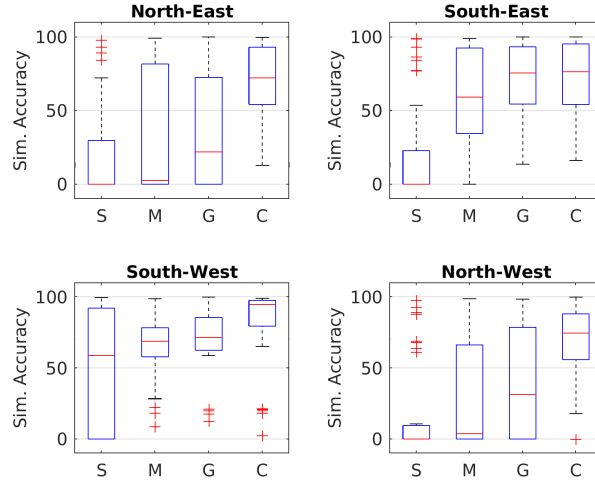 North-East
Sim. Accuracy
100
50
0
S M G C
South-East
Sim. Accuracy
100
50
0
S M G C
South-West
Sim. Accuracy
100
50
0
S M G C
North-West
Sim. Accuracy
100
50
0
S M G C